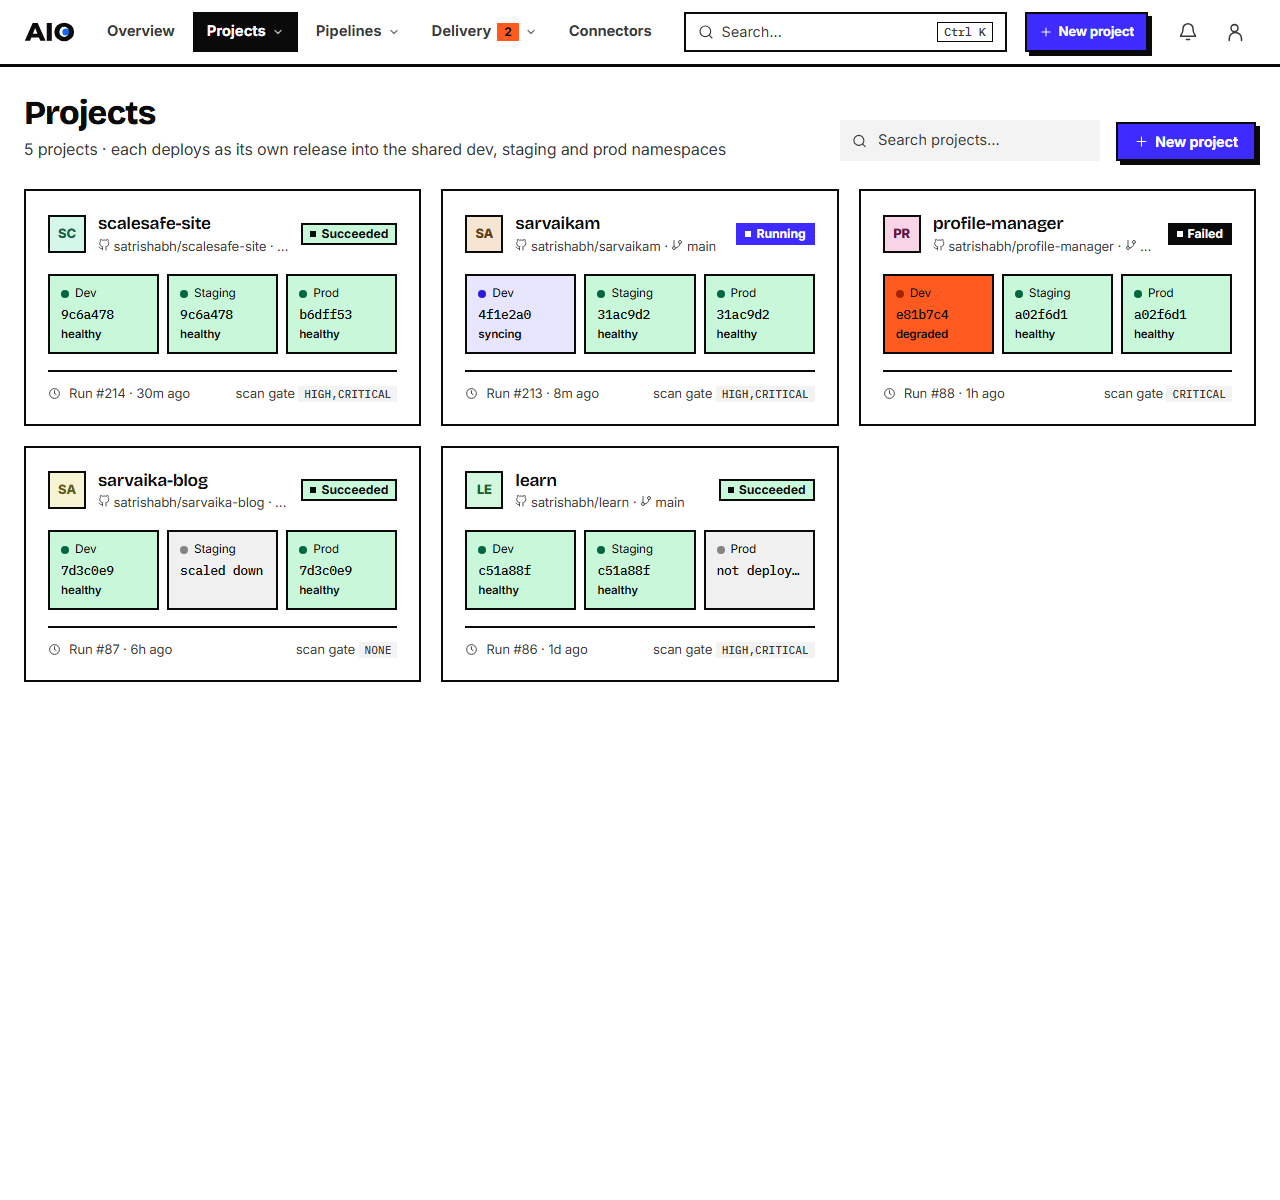 AIO Overview Projects Pipelines Delivery 2 Connectors Search... Ctrl K + New project
Projects
5 projects · each deploys as its own release into the shared dev, staging and prod namespaces
Search projects...
+ New project
SC scalesafe-site
satrishabh/scalesafe-site · ...
Succeeded
Dev Staging Prod
9c6a478 9c6a478 b6dff53
healthy healthy healthy
Run #214 · 30m ago scan gate HIGH,CRITICAL
SA sarvaikam
satrishabh/sarvaikam · main
Running
Dev Staging Prod
4f1e2a0 31ac9d2 31ac9d2
syncing healthy healthy
Run #213 · 8m ago scan gate HIGH,CRITICAL
PR profile-manager
satrishabh/profile-manager · ...
Failed
Dev Staging Prod
e81b7c4 a02f6d1 a02f6d1
degraded healthy healthy
Run #88 · 1h ago scan gate CRITICAL
SA sarvaika-blog
satrishabh/sarvaika-blog · ...
Succeeded
Dev Staging Prod
7d3c0e9 scaled down 7d3c0e9
healthy healthy
Run #87 · 6h ago scan gate NONE
LE learn
satrishabh/learn · main
Succeeded
Dev Staging Prod
c51a88f c51a88f not deploy…
healthy healthy
Run #86 · 1d ago scan gate HIGH,CRITICAL